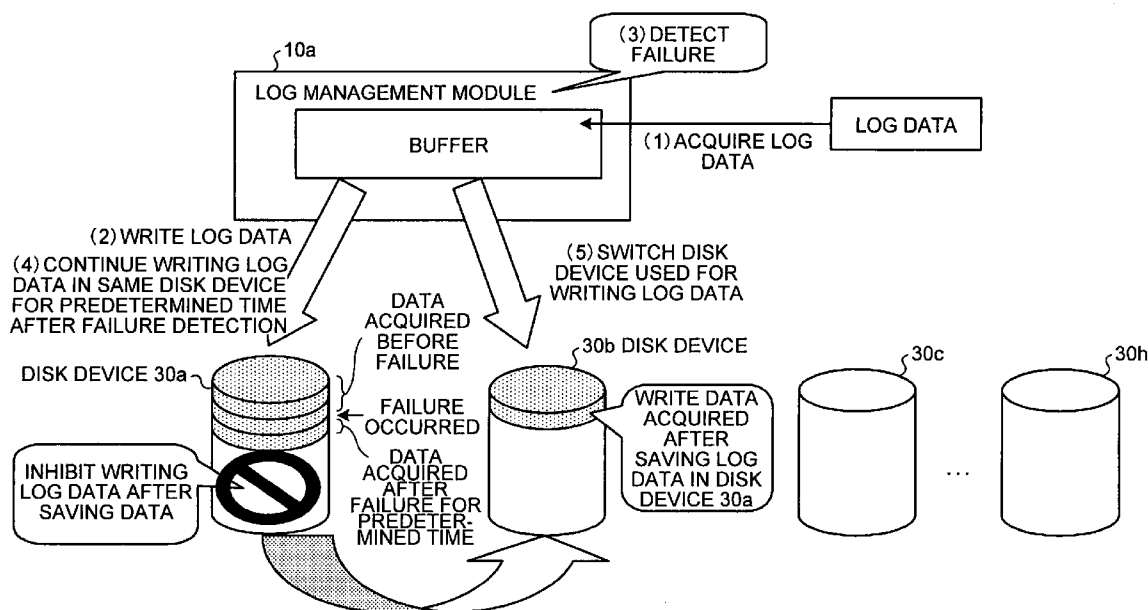 (3) DETECT
FAILURE
10a
LOG MANAGEMENT MODULE
BUFFER
LOG DATA
(1) ACQUIRE LOG
DATA
(2) WRITE LOG DATA
(4) CONTINUE WRITING LOG
DATA IN SAME DISK DEVICE
FOR PREDETERMINED TIME
AFTER FAILURE DETECTION
(5) SWITCH DISK
DEVICE USED FOR
WRITING LOG DATA
DATA
ACQUIRED
BEFORE
FAILURE
DISK DEVICE 30a
30b DISK DEVICE
30c
30h
FAILURE
OCCURRED
WRITE DATA
ACQUIRED
AFTER
SAVING LOG
DATA IN DISK
DEVICE 30a
INHIBIT WRITING
LOG DATA AFTER
SAVING DATA
DATA
ACQUIRED
AFTER
FAILURE FOR
PREDETER-
MINED TIME
...